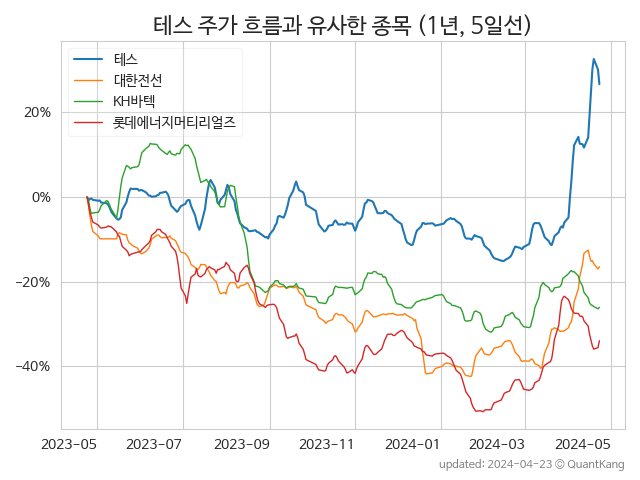 테스 주가 흐름과 유사한 종목 (1년, 5일선)
테스
대한전선
KH바텍
롯데에너지머티리얼즈
20%
0%
−20%
−40%
2023-05 2023-07 2023-09 2023-11 2024-01 2024-03 2024-05
updated: 2024-04-23 © QuantKang